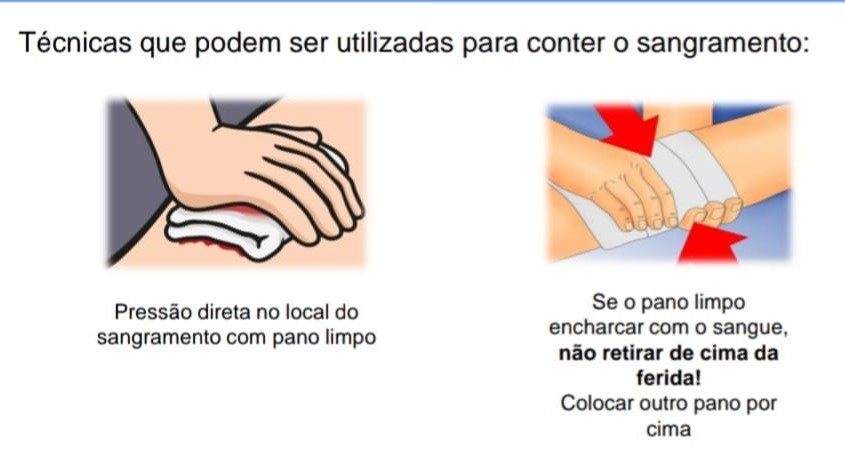 Técnicas que podem ser utilizadas para conter o sangramento:
Pressão direta no local do
sangramento com pano limpo
Se o pano limpo
encharcar com o sangue,
não retirar de cima da
ferida!
Colocar outro pano por
cima